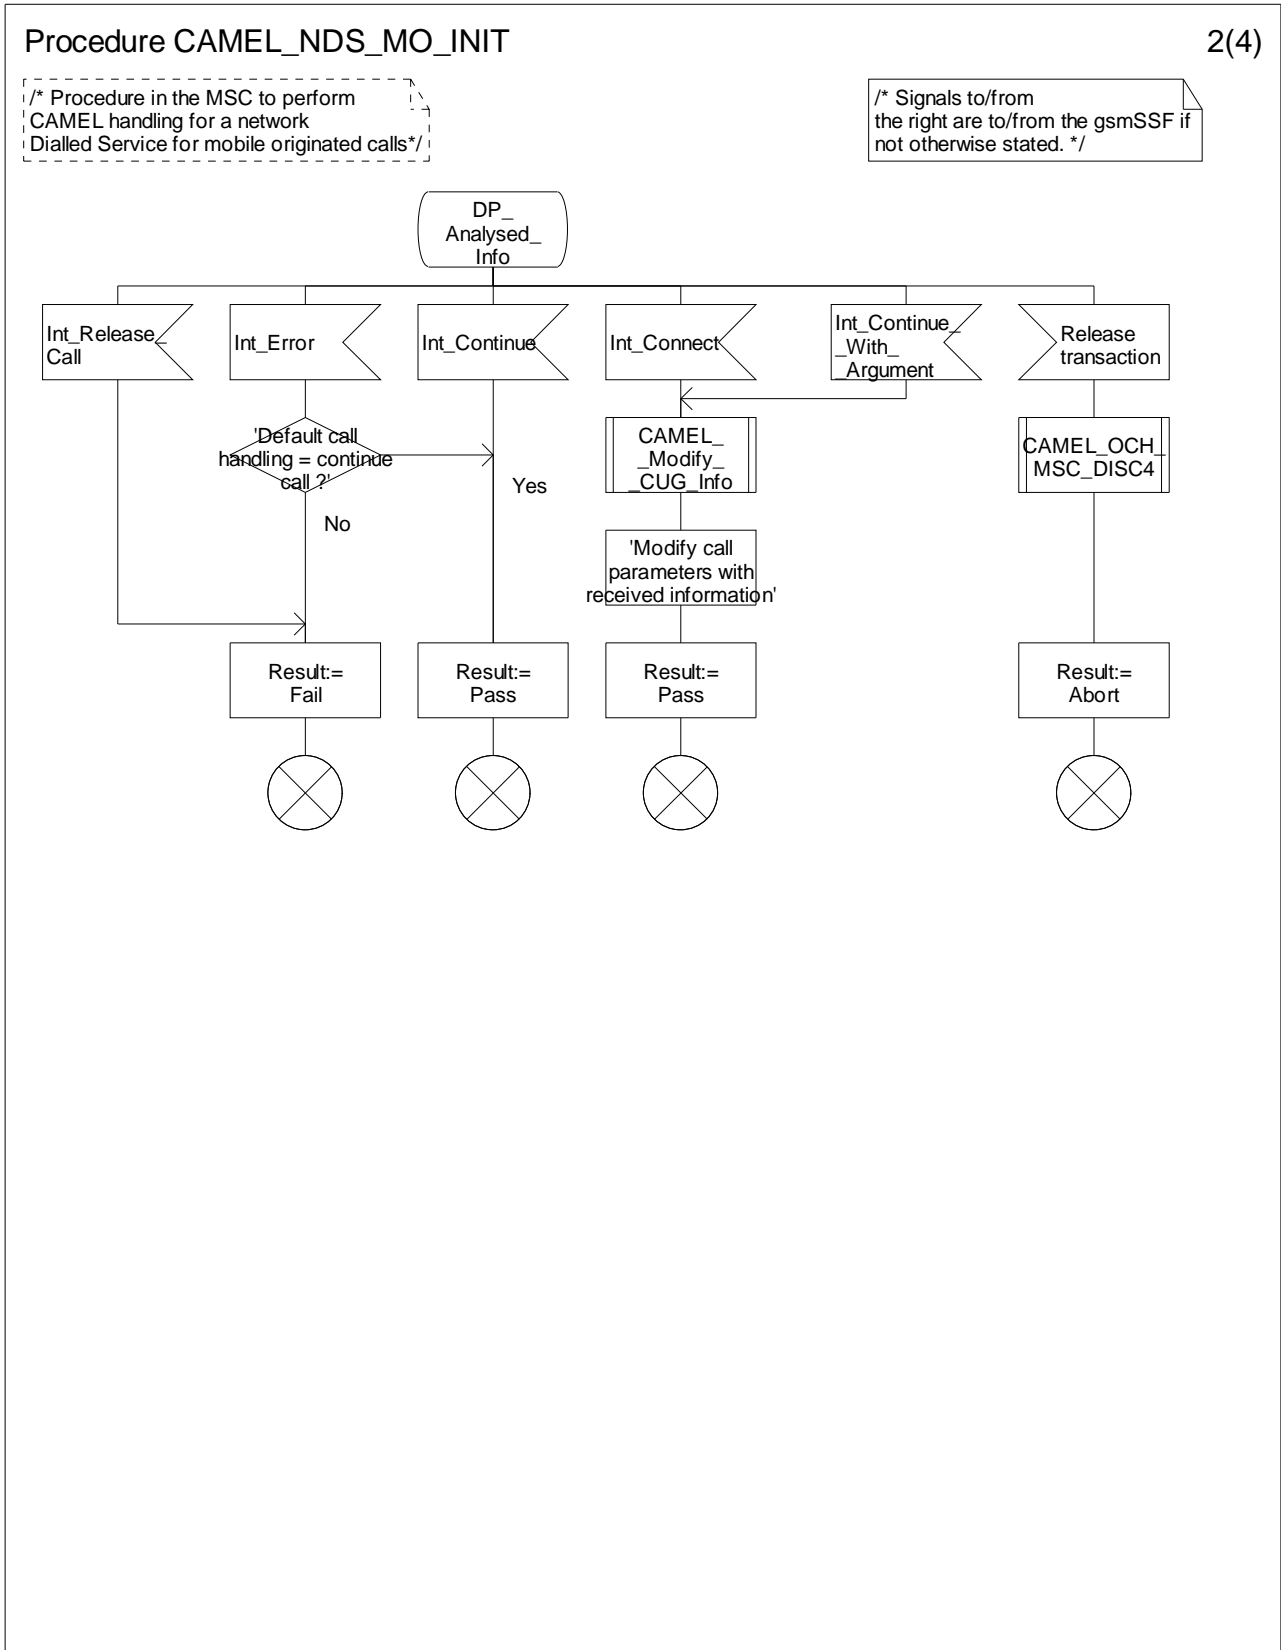 Procedure CAMEL_NDS_MO_INIT
2(4)
/* Procedure in the MSC to perform
CAMEL handling for a network
Dialled Service for mobile originated calls*/
/* Signals to/from
the right are to/from the gsmSSF if
not otherwise stated. */
DP_
Analysed_
Info
Int_Release_
Call
Int_Error
Int_Continue
Int_Connect
Int_Continue_
_With_
_Argument
Release
transaction
'Default call
handling = continue
call ?'
Yes
No
CAMEL_
_Modify_
_CUG_Info
CAMEL_OCH_
MSC_DISC4
'Modify call
parameters with
received information'
Result:=
Fail
Result:=
Pass
Result:=
Pass
Result:=
Abort